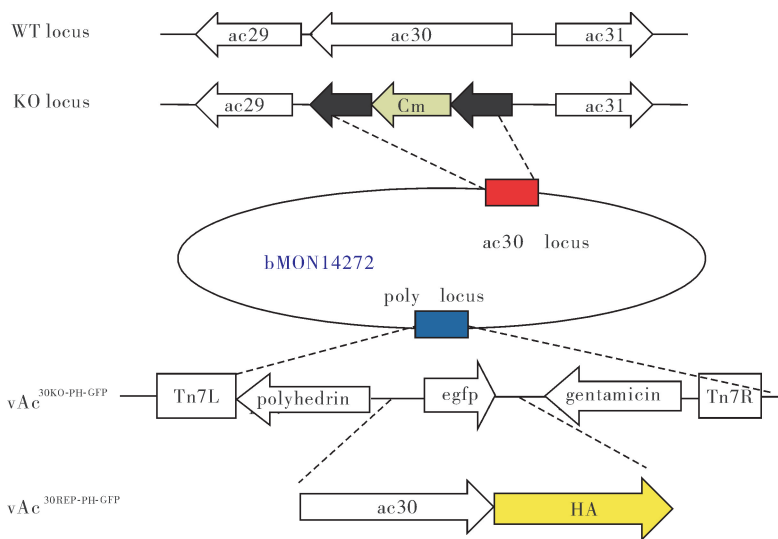 WT locus ac29 ac30 ac31
KO locus ac29 Cm ac31
ac30 locus
bMON14272
poly locus
vAc30KO-PH-GFP Tn7L polyhedrin egfp gentamicin Tn7R
vAc30REP-PH-GFP ac30 HA